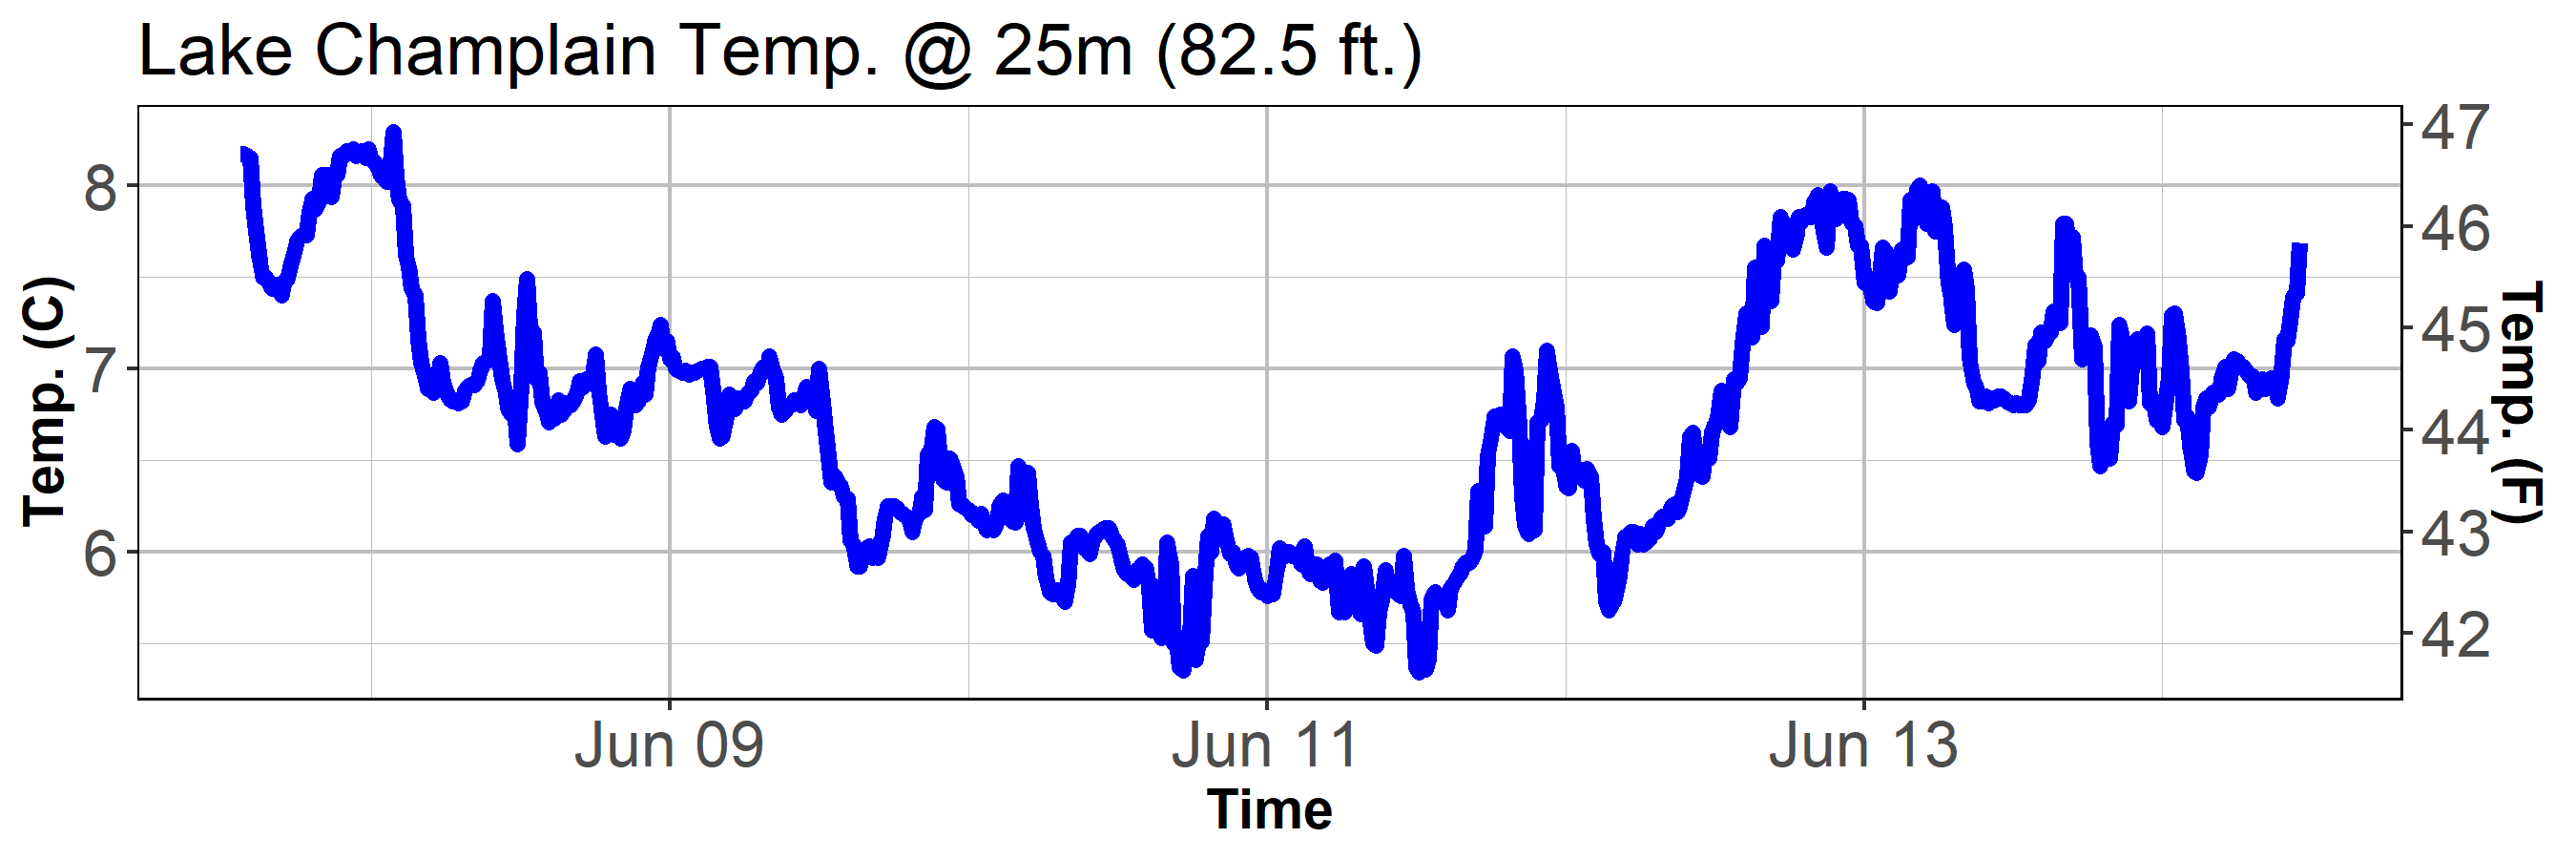 Lake Champlain Temp. @ 25m (82.5 ft.)
Temp. (C)
8
7
6
47
46
45
44
43
42
Temp. (F)
Jun 09 Jun 11 Jun 13
Time